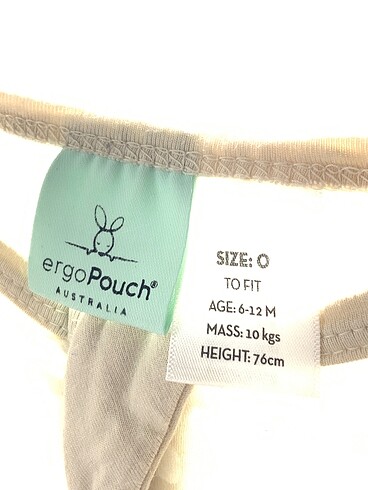 ergoPouch®
AUSTRALIA
SIZE: 0
TO FIT
AGE: 6-12 M
MASS: 10 kgs
HEIGHT: 76cm